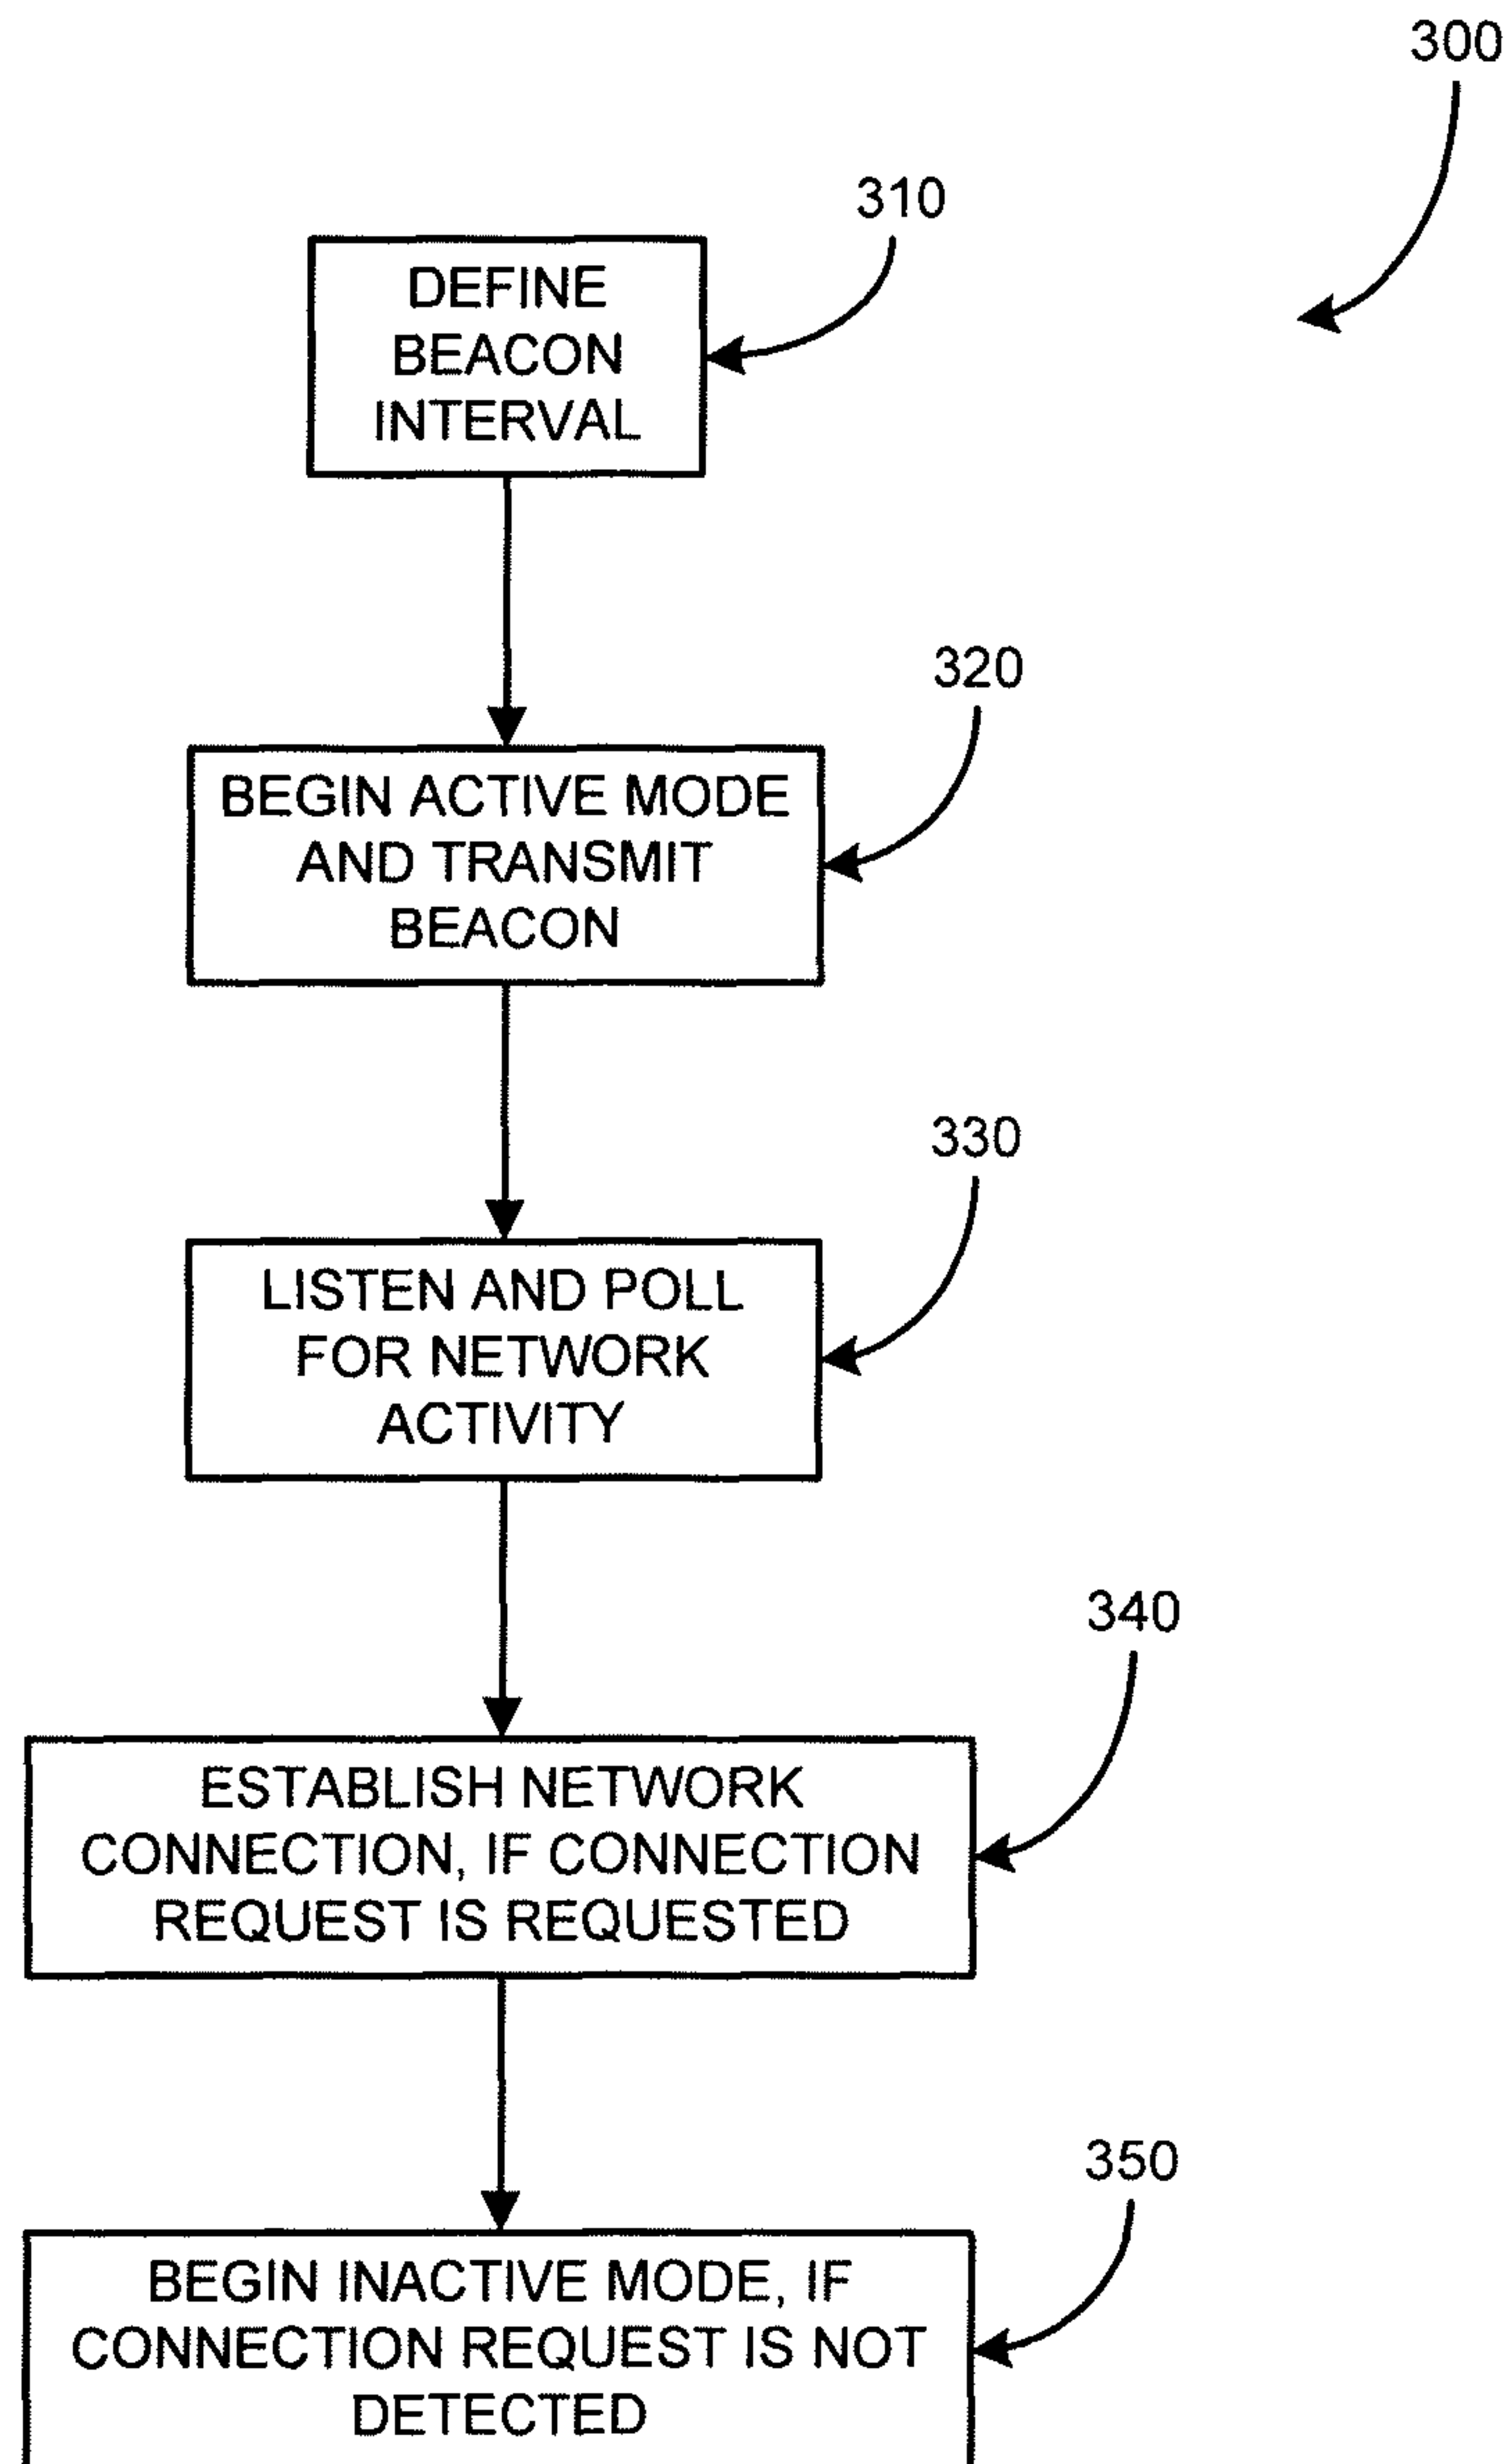 300
310
DEFINE
BEACON
INTERVAL
320
BEGIN ACTIVE MODE
AND TRANSMIT
BEACON
330
LISTEN AND POLL
FOR NETWORK
ACTIVITY
340
ESTABLISH NETWORK
CONNECTION, IF CONNECTION
REQUEST IS REQUESTED
350
BEGIN INACTIVE MODE, IF
CONNECTION REQUEST IS NOT
DETECTED